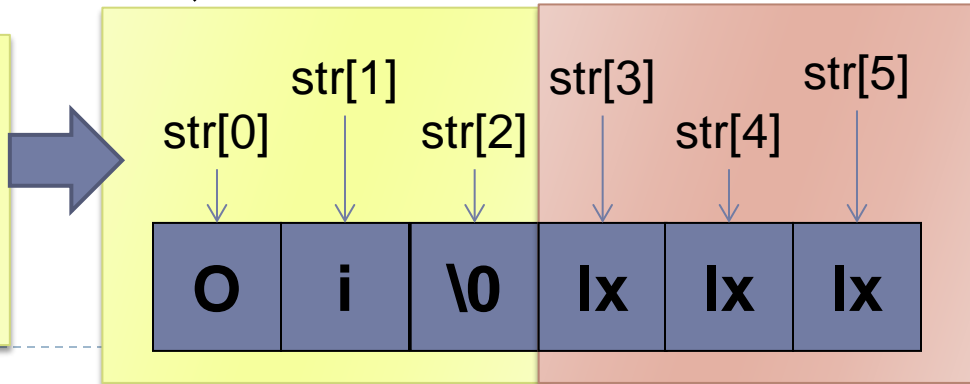 str[1] str[3] str[5]
str[0] str[2] str[4]
O i \0 lx lx lx